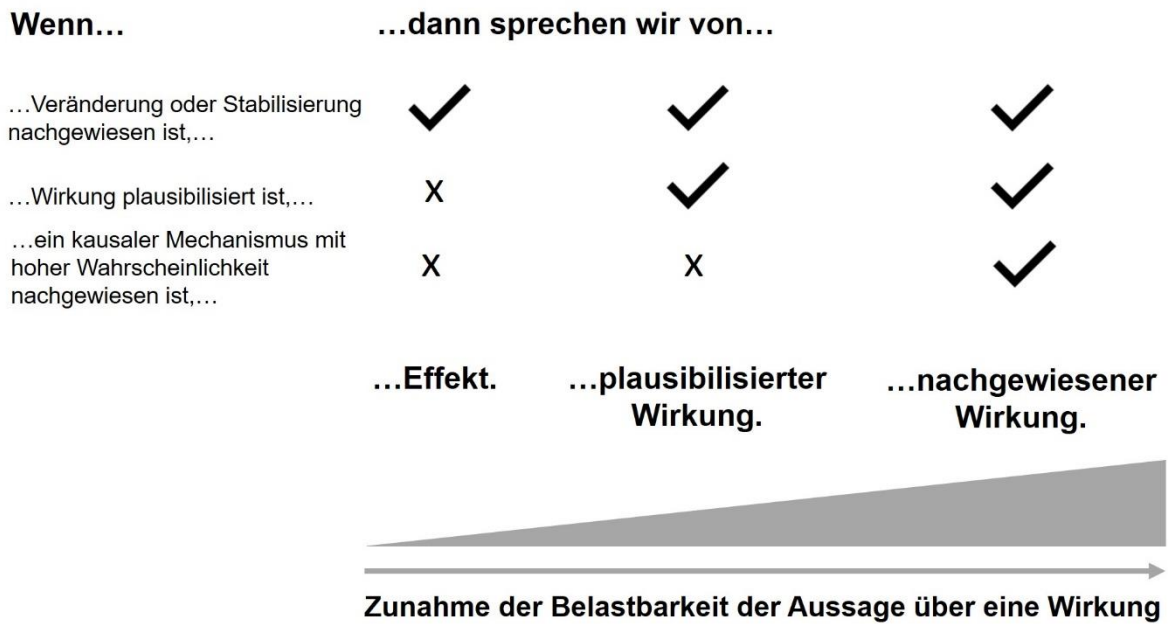 Wenn… …dann sprechen wir von…
…Veränderung oder Stabilisierung
nachgewiesen ist,…
…Wirkung plausibilisiert ist,…
X
…ein kausaler Mechanismus mit
hoher Wahrscheinlichkeit
nachgewiesen ist,…
X X
…Effekt. …plausibilisierter …nachgewiesener
Wirkung. Wirkung.
Zunahme der Belastbarkeit der Aussage über eine Wirkung